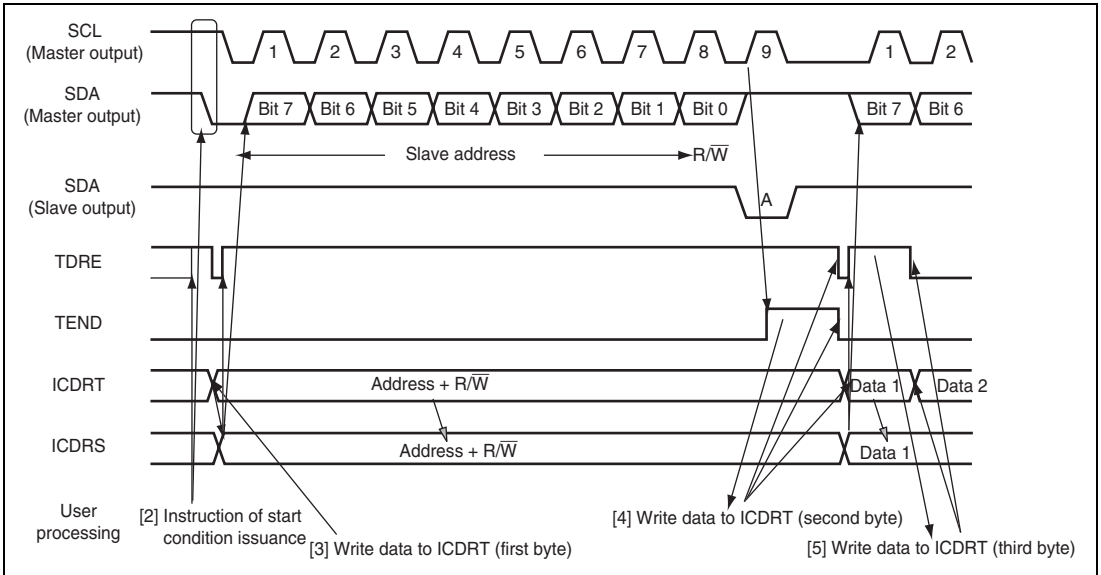 SCL
(Master output)
1 2 3 4 5 6 7 8 9 1 2
SDA
(Master output)
Bit 7 Bit 6 Bit 5 Bit 4 Bit 3 Bit 2 Bit 1 Bit 0 Bit 7 Bit 6
Slave address R/W̅
SDA
(Slave output)
A
TDRE
TEND
ICDRT
Address + R/W̅
Data 1
Data 2
ICDRS
Address + R/W̅
Data 1
User
processing
[2] Instruction of start
condition issuance
[3] Write data to ICDRT (first byte)
[4] Write data to ICDRT (second byte)
[5] Write data to ICDRT (third byte)